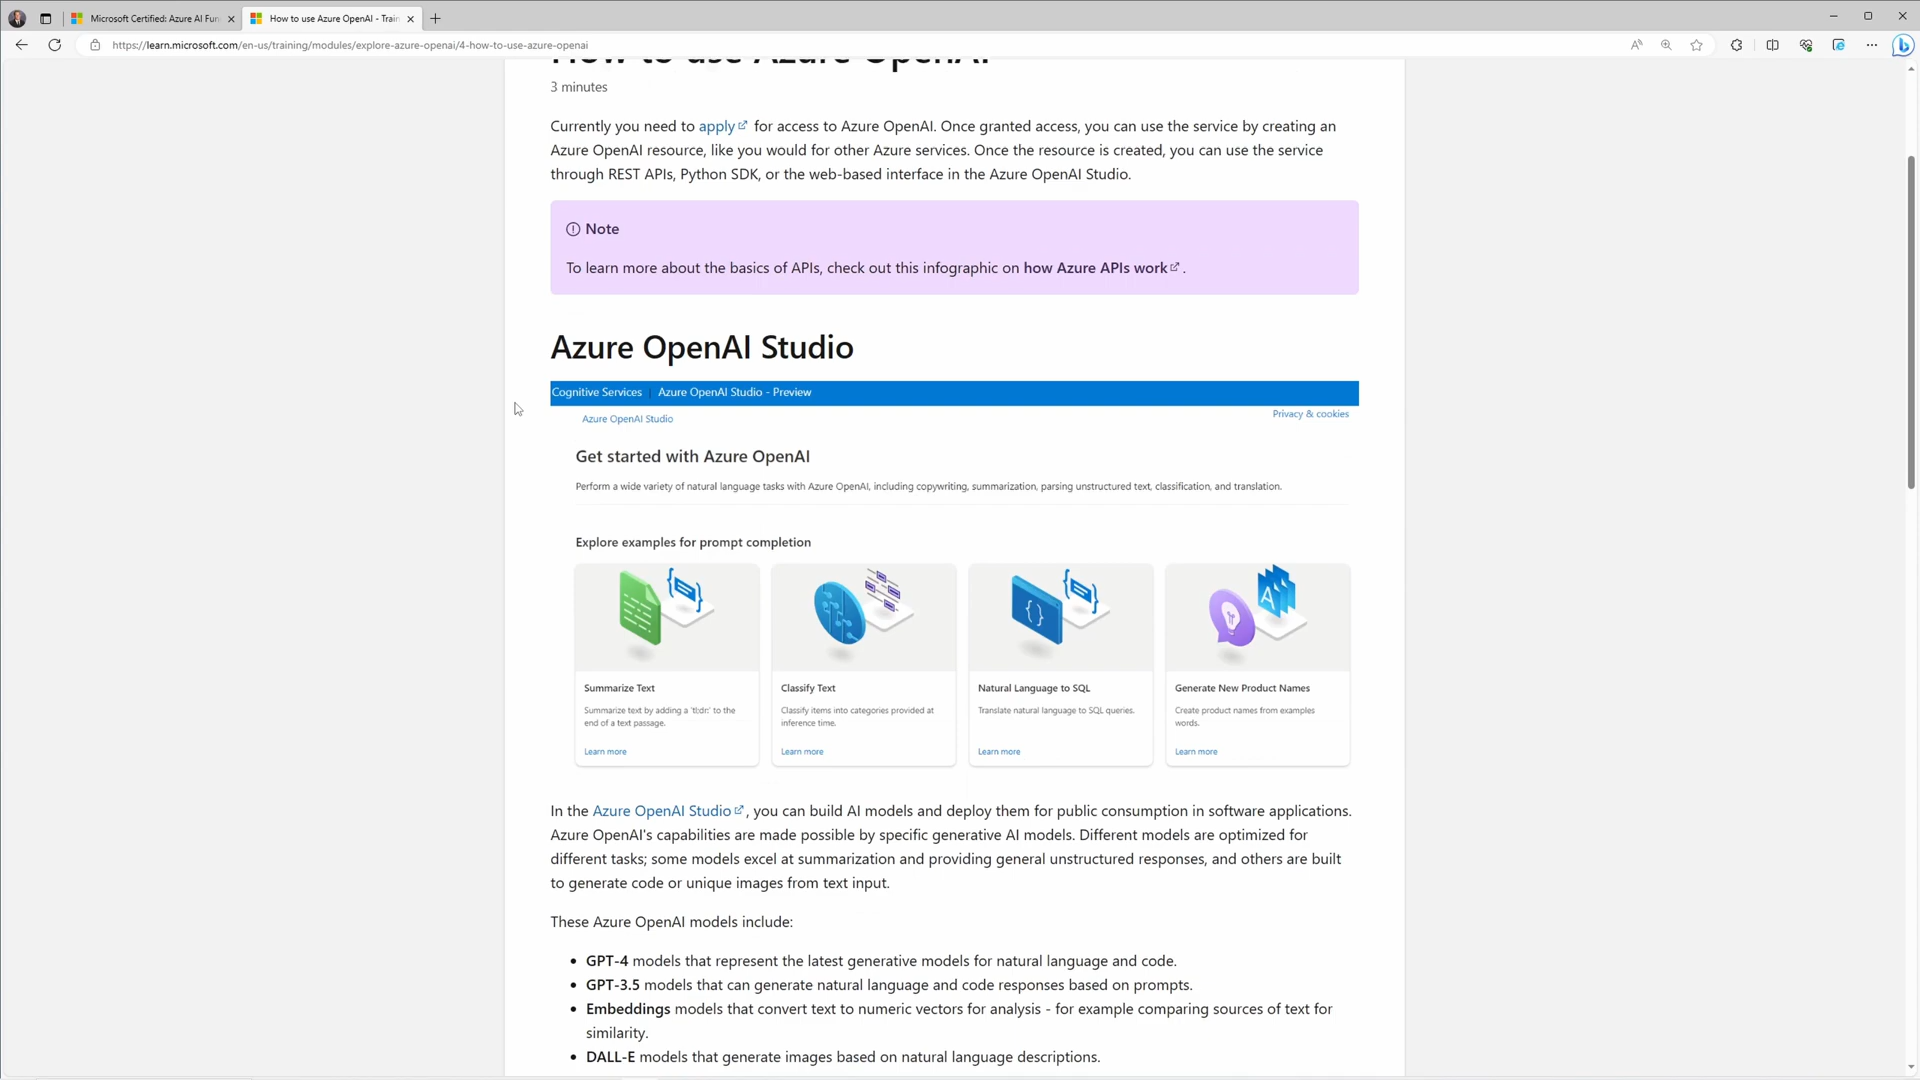 Microsoft Certified: Azure AI Fun
How to use Azure OpenAI - Train
https://learn.microsoft.com/en-us/training/modules/explore-azure-openai/4-how-to-use-azure-openai
How to use Azure OpenAI
3 minutes
Currently you need to apply for access to Azure OpenAI. Once granted access, you can use the service by creating an
Azure OpenAI resource, like you would for other Azure services. Once the resource is created, you can use the service
through REST APIs, Python SDK, or the web-based interface in the Azure OpenAI Studio.
Note
To learn more about the basics of APIs, check out this infographic on how Azure APIs work .
Azure OpenAI Studio
Cognitive Services | Azure OpenAI Studio - Preview
Azure OpenAI Studio
Privacy & cookies
Get started with Azure OpenAI
Perform a wide variety of natural language tasks with Azure OpenAI, including copywriting, summarization, parsing unstructured text, classification, and translation.
Explore examples for prompt completion
Summarize Text
Summarize text by adding a 'tl;dr:' to the
end of a text passage.
Learn more
Classify Text
Classify items into categories provided at
inference time.
Learn more
Natural Language to SQL
Translate natural language to SQL queries.
Learn more
Generate New Product Names
Create product names from examples
words.
Learn more
In the Azure OpenAI Studio , you can build AI models and deploy them for public consumption in software applications.
Azure OpenAI's capabilities are made possible by specific generative AI models. Different models are optimized for
different tasks; some models excel at summarization and providing general unstructured responses, and others are built
to generate code or unique images from text input.
These Azure OpenAI models include:
• GPT-4 models that represent the latest generative models for natural language and code.
• GPT-3.5 models that can generate natural language and code responses based on prompts.
• Embeddings models that convert text to numeric vectors for analysis - for example comparing sources of text for
similarity.
• DALL-E models that generate images based on natural language descriptions.